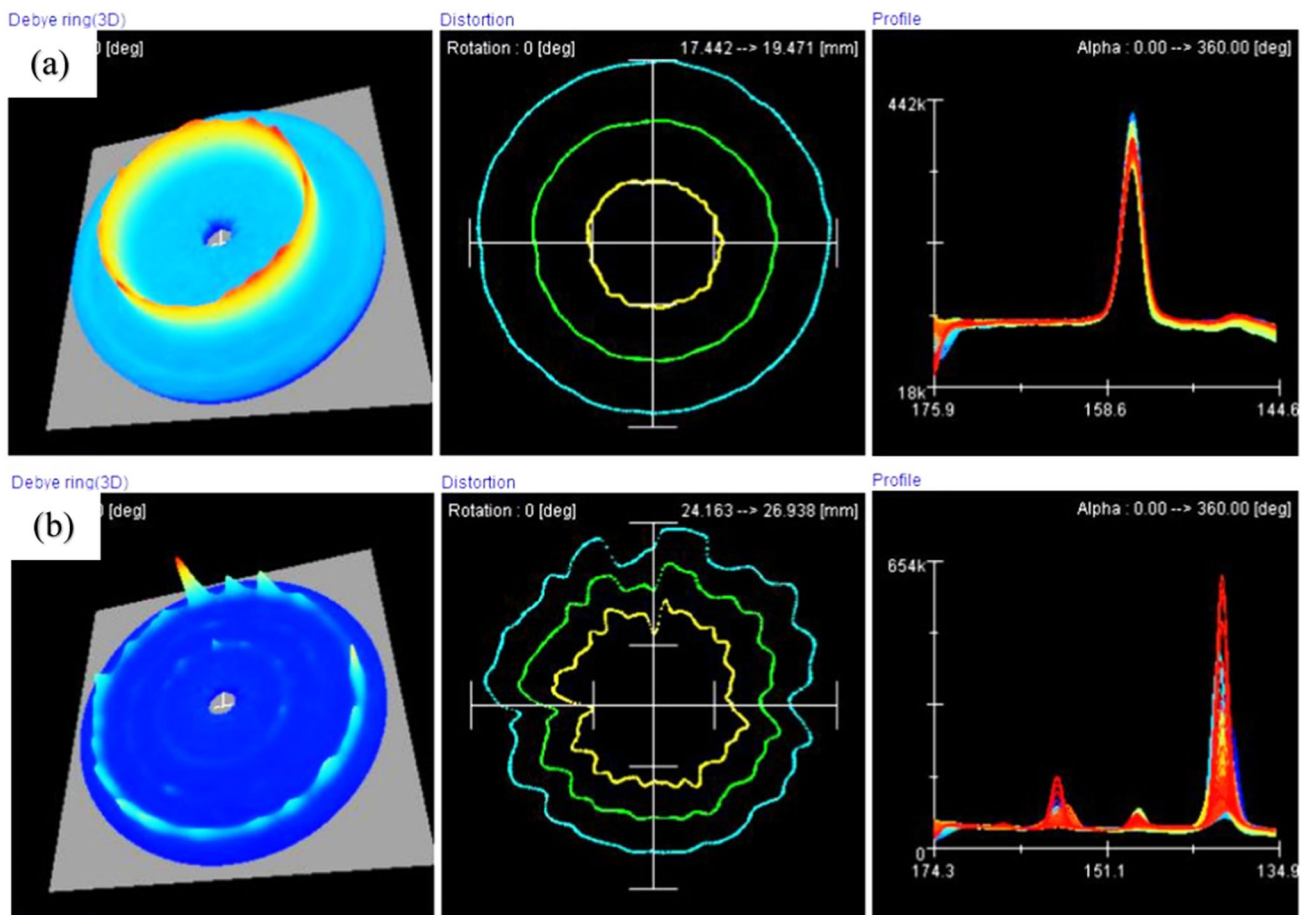 Debye ring(3D)
Distortion
Profile
(a)
0 [deg]
Rotation : 0 [deg]
17.442 --> 19.471 [mm]
Alpha : 0.00 --> 360.00 [deg]
442k
18k
175.9
158.6
144.6
Debye ring(3D)
Distortion
Profile
(b)
0 [deg]
Rotation : 0 [deg]
24.163 --> 26.938 [mm]
Alpha : 0.00 --> 360.00 [deg]
654k
0
174.3
151.1
134.9